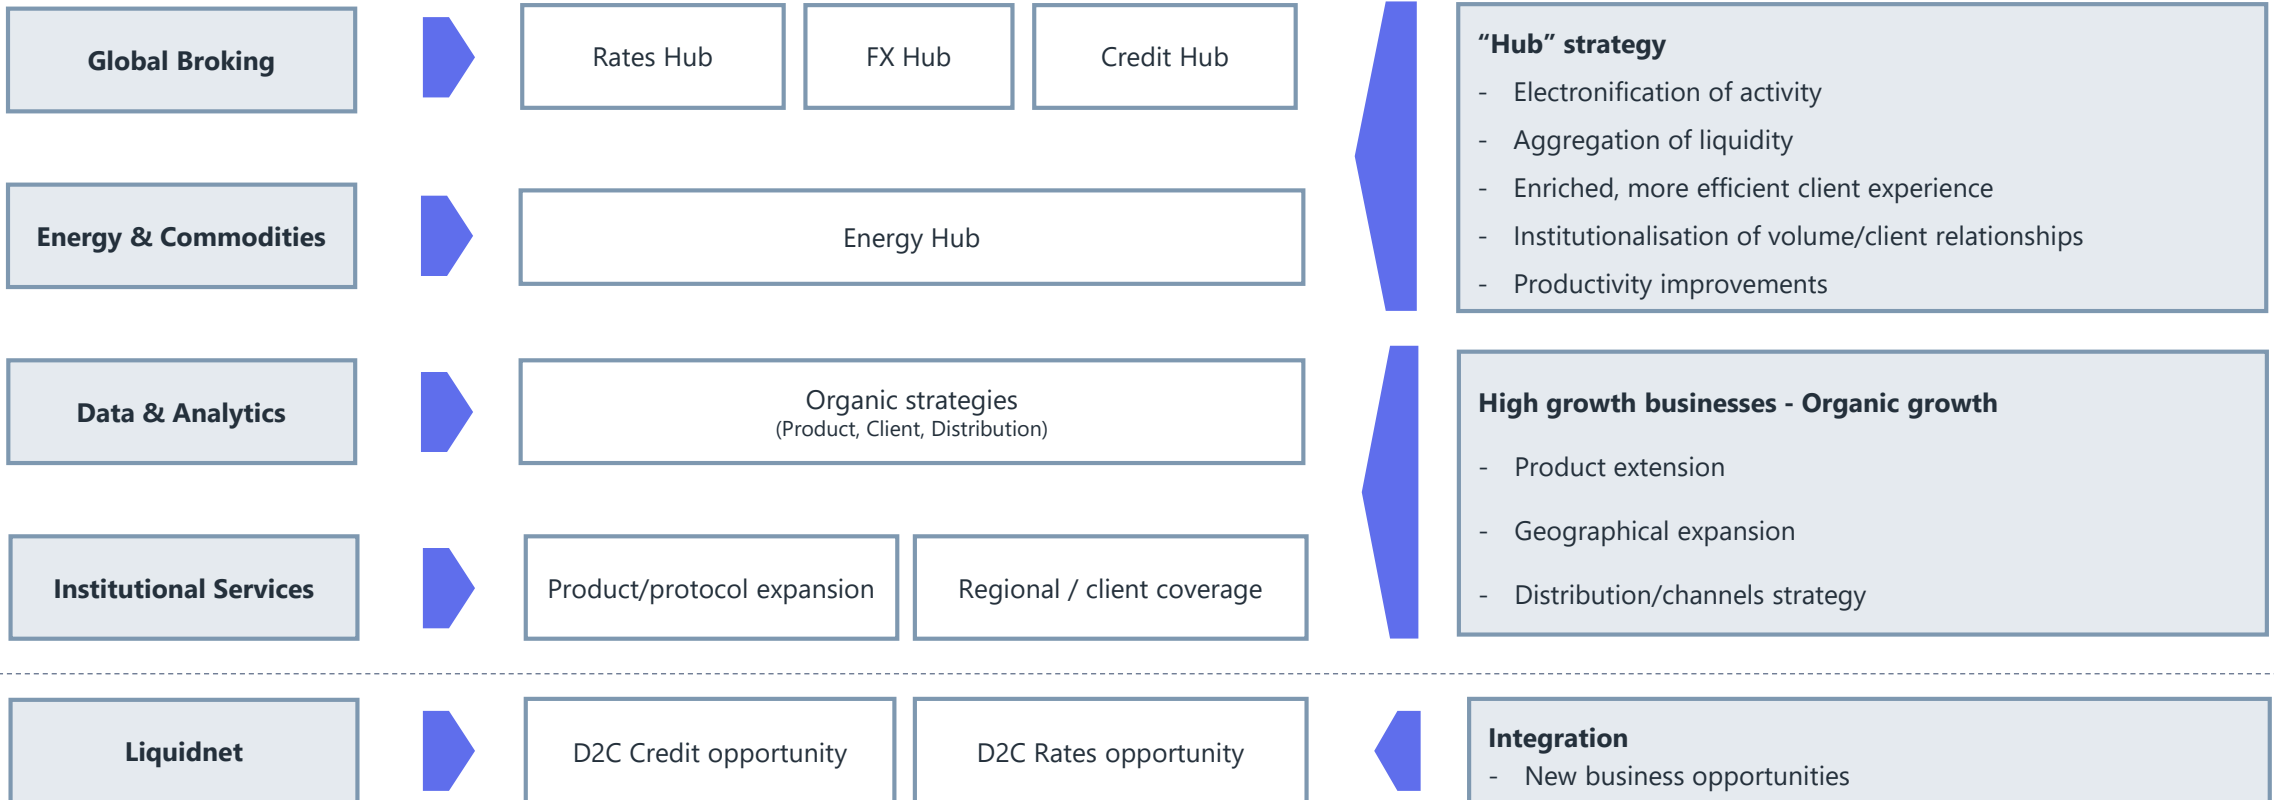 Global Broking
Rates Hub
FX Hub
Credit Hub
“Hub” strategy
- Electronification of activity
- Aggregation of liquidity
- Enriched, more efficient client experience
- Institutionalisation of volume/client relationships
- Productivity improvements
Energy & Commodities
Energy Hub
Data & Analytics
Organic strategies
(Product, Client, Distribution)
High growth businesses - Organic growth
- Product extension
- Geographical expansion
- Distribution/channels strategy
Institutional Services
Product/protocol expansion
Regional / client coverage
Liquidnet
D2C Credit opportunity
D2C Rates opportunity
Integration
- New business opportunities